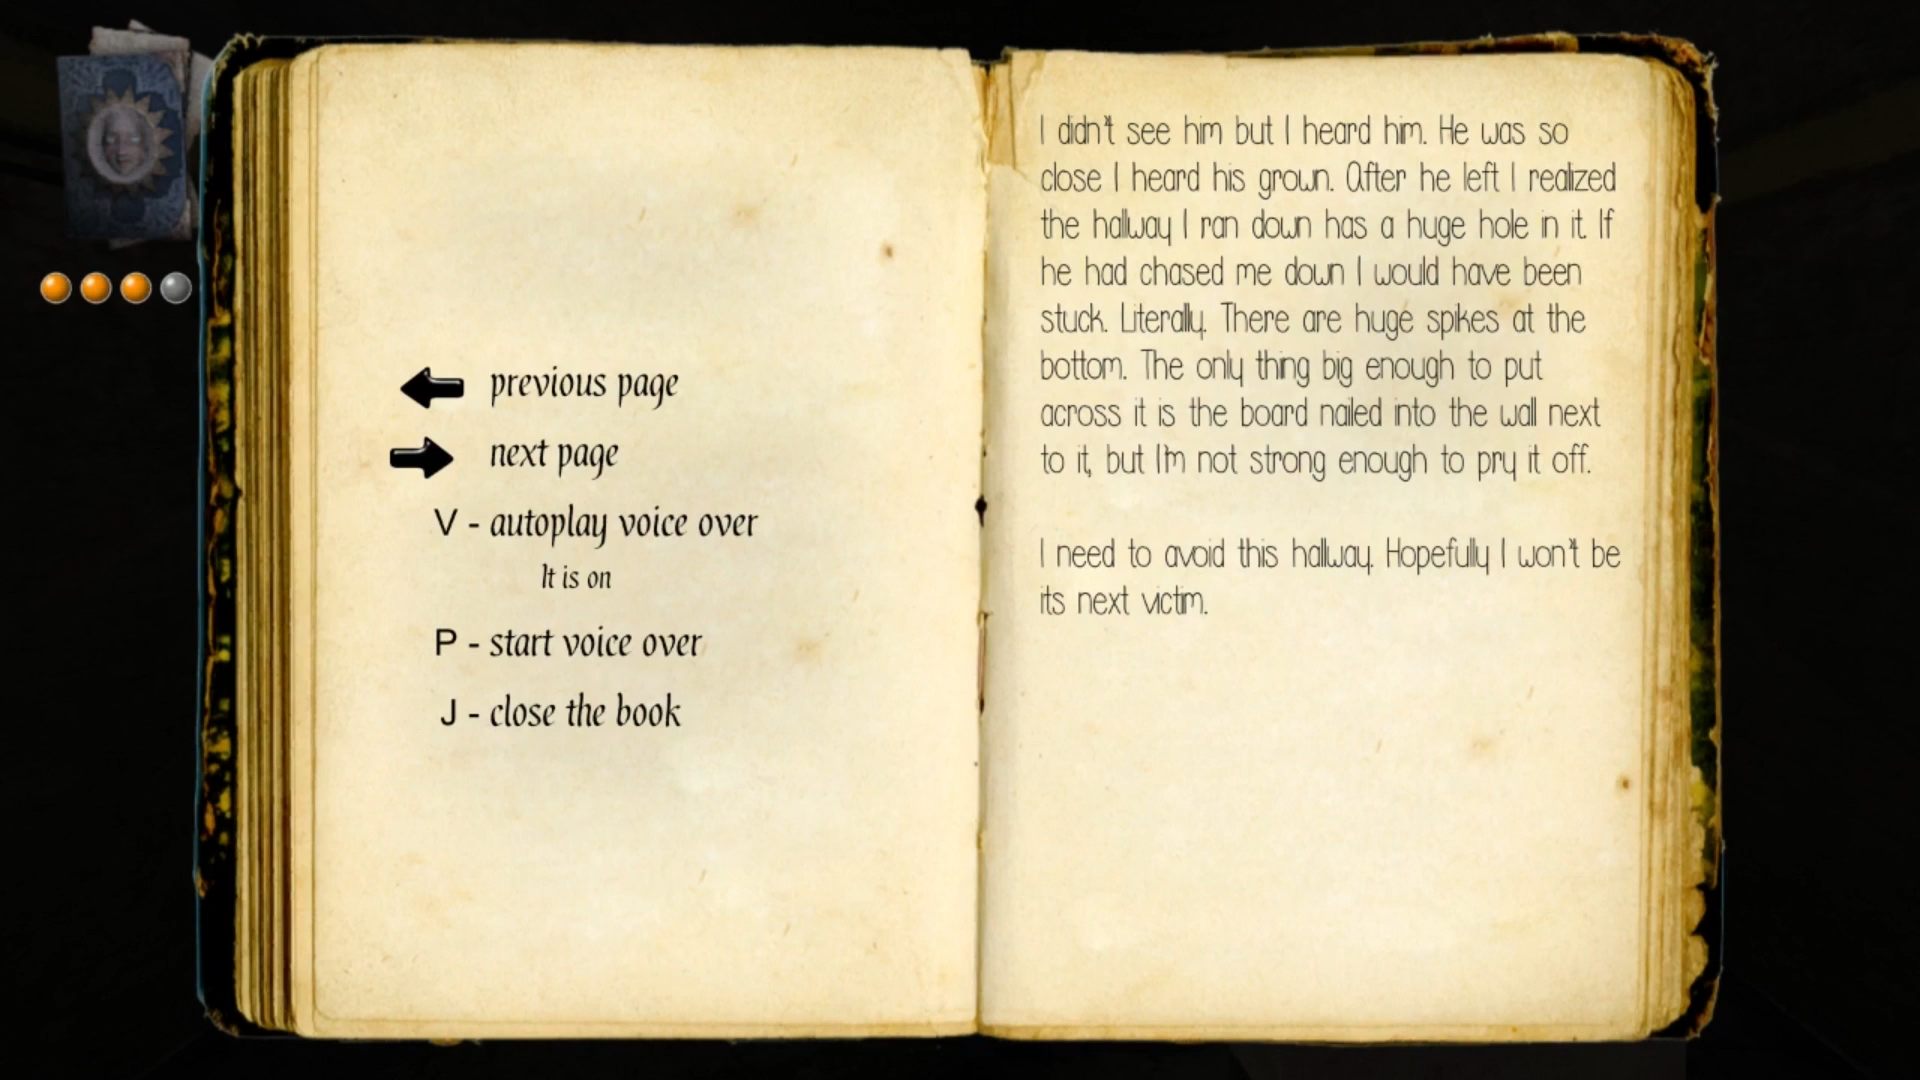 previous page
next page
V - autoplay voice over
It is on
P - start voice over
J - close the book
I didn't see him but I heard him. He was so
close I heard his grown. After he left I realized
the hallway I ran down has a huge hole in it. If
he had chased me down I would have been
stuck. Literally. There are huge spikes at the
bottom. The only thing big enough to put
across it is the board nailed into the wall next
to it, but I'm not strong enough to pry it off.
I need to avoid this hallway. Hopefully I won't be
its next victim.